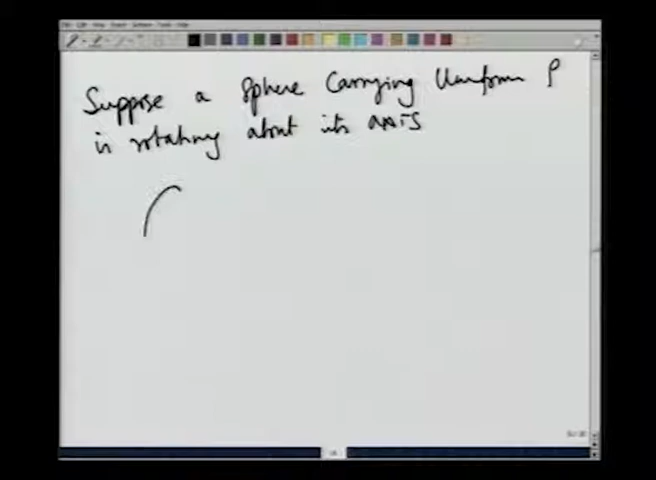 Suppose a sphere carrying uniform ρ
is rotating about its axis